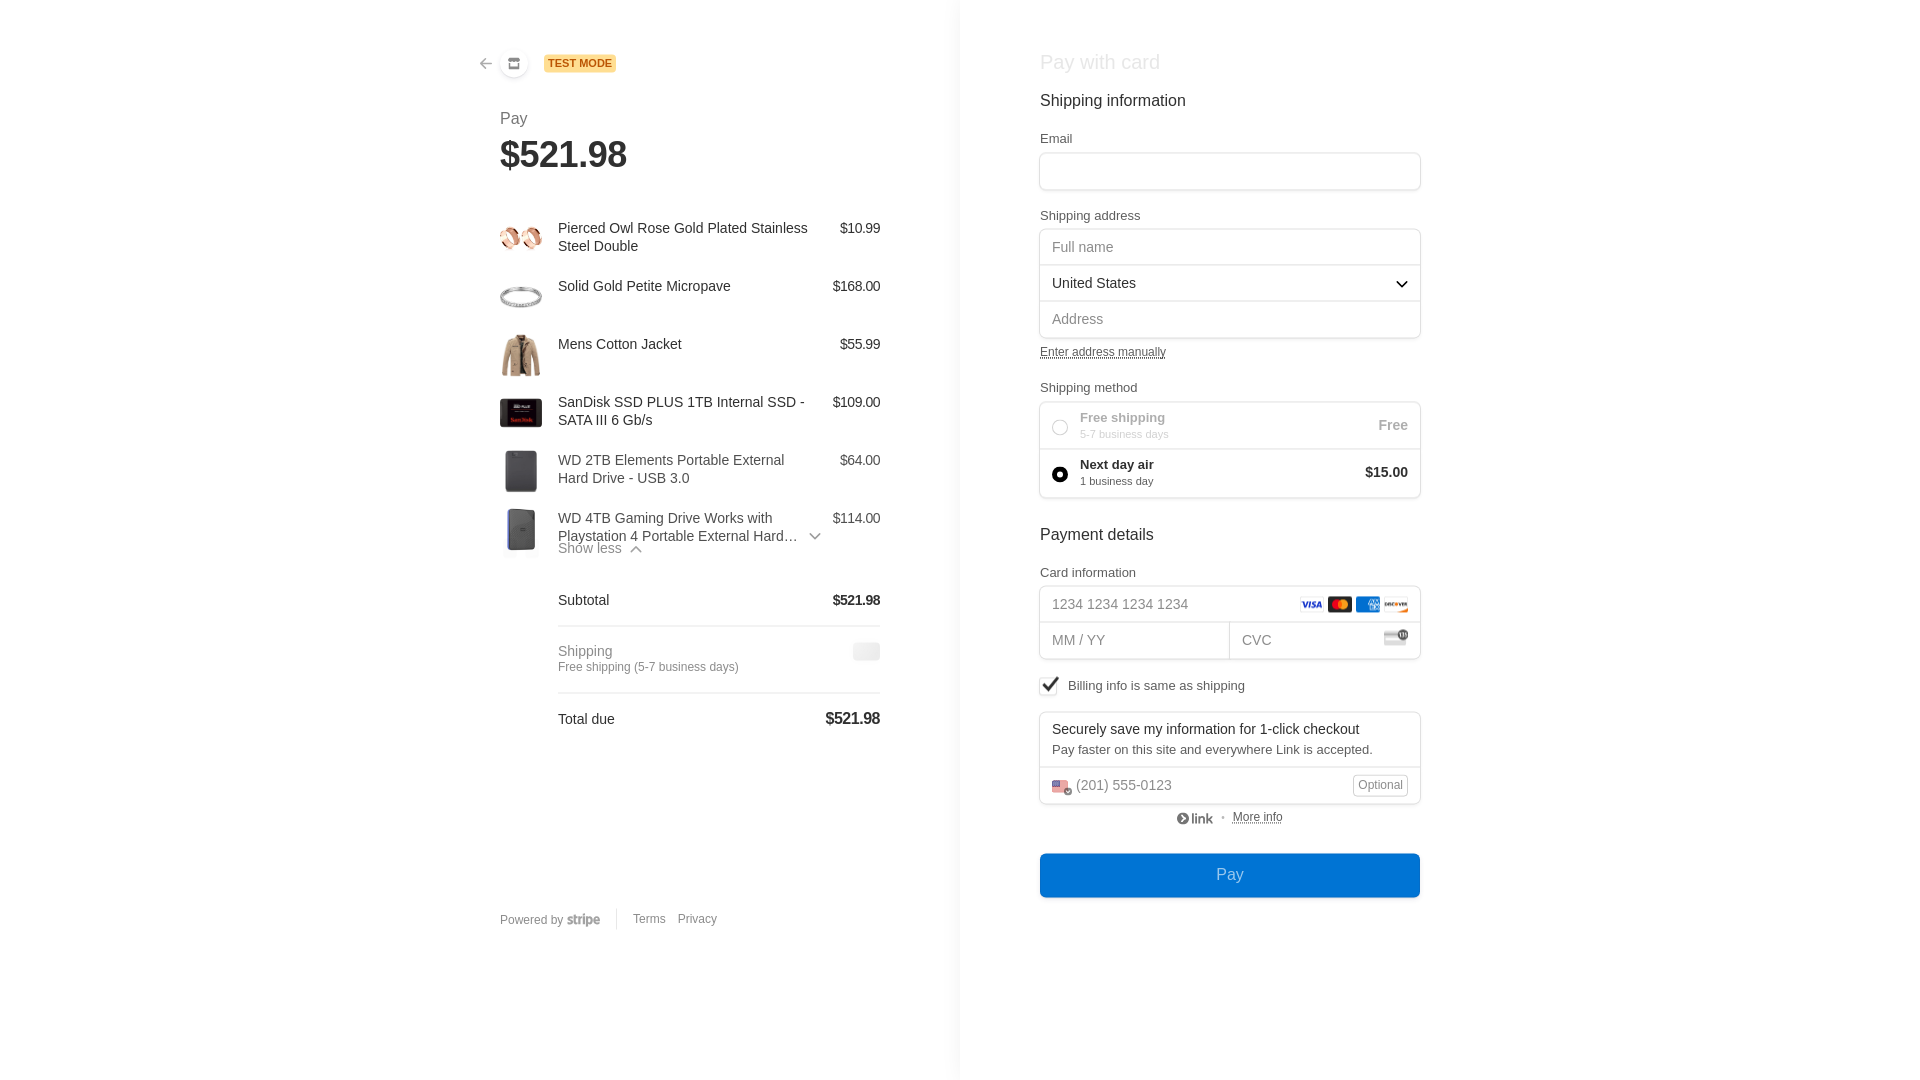 TEST MODE
Pay
$521.98
Pierced Owl Rose Gold Plated Stainless
Steel Double
$10.99
Solid Gold Petite Micropave
$168.00
Mens Cotton Jacket
$55.99
SanDisk SSD PLUS 1TB Internal SSD -
SATA III 6 Gb/s
$109.00
WD 2TB Elements Portable External
Hard Drive - USB 3.0
$64.00
WD 4TB Gaming Drive Works with
Playstation 4 Portable External Hard…
$114.00
Show less
Subtotal
$521.98
Shipping
Free shipping (5-7 business days)
Total due
$521.98
Powered by stripe
Terms
Privacy
Pay with card
Shipping information
Email
Shipping address
Full name
United States
Address
Enter address manually
Shipping method
Free shipping
5-7 business days
Free
Next day air
1 business day
$15.00
Payment details
Card information
1234 1234 1234 1234
VISA
AMEX
DISCOVER
MM / YY
CVC
Billing info is same as shipping
Securely save my information for 1-click checkout
Pay faster on this site and everywhere Link is accepted.
(201) 555-0123
Optional
link
•
More info
Pay